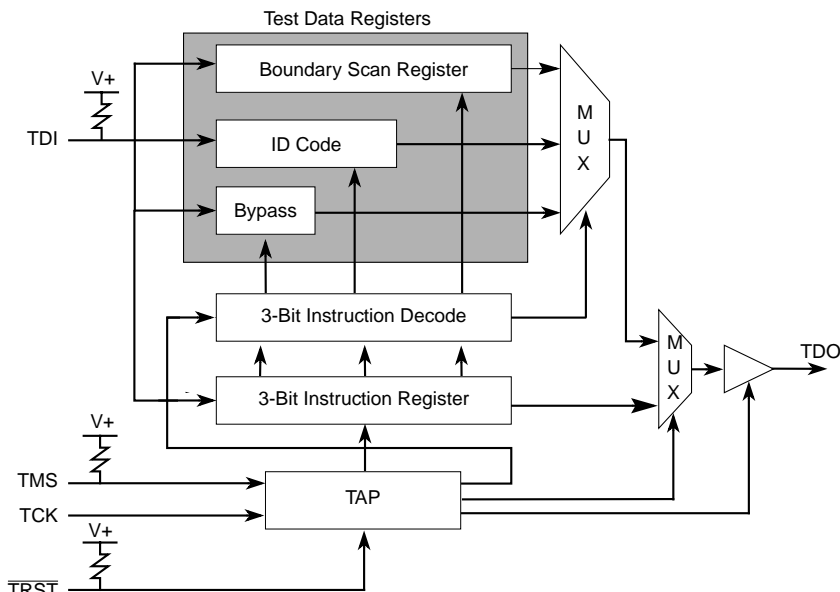 Test Data Registers
Boundary Scan Register
V+
TDI
ID Code
M
U
X
Bypass
3-Bit Instruction Decode
M
U
X
TDO
3-Bit Instruction Register
V+
TMS
TAP
TCK
V+
TRST